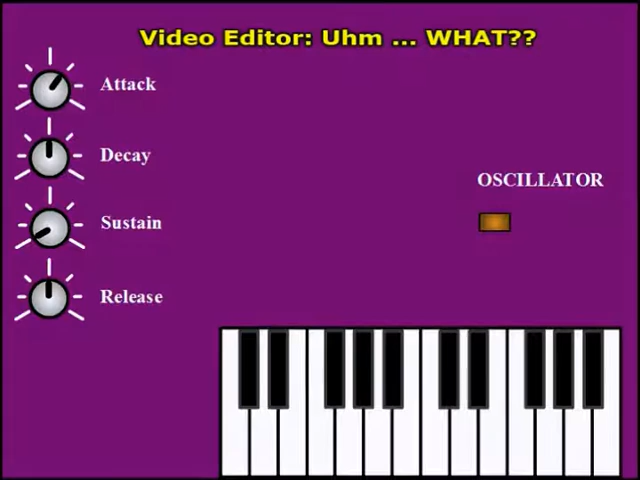 Video Editor: Uhm ... WHAT??
Attack
Decay
OSCILLATOR
Sustain
Release